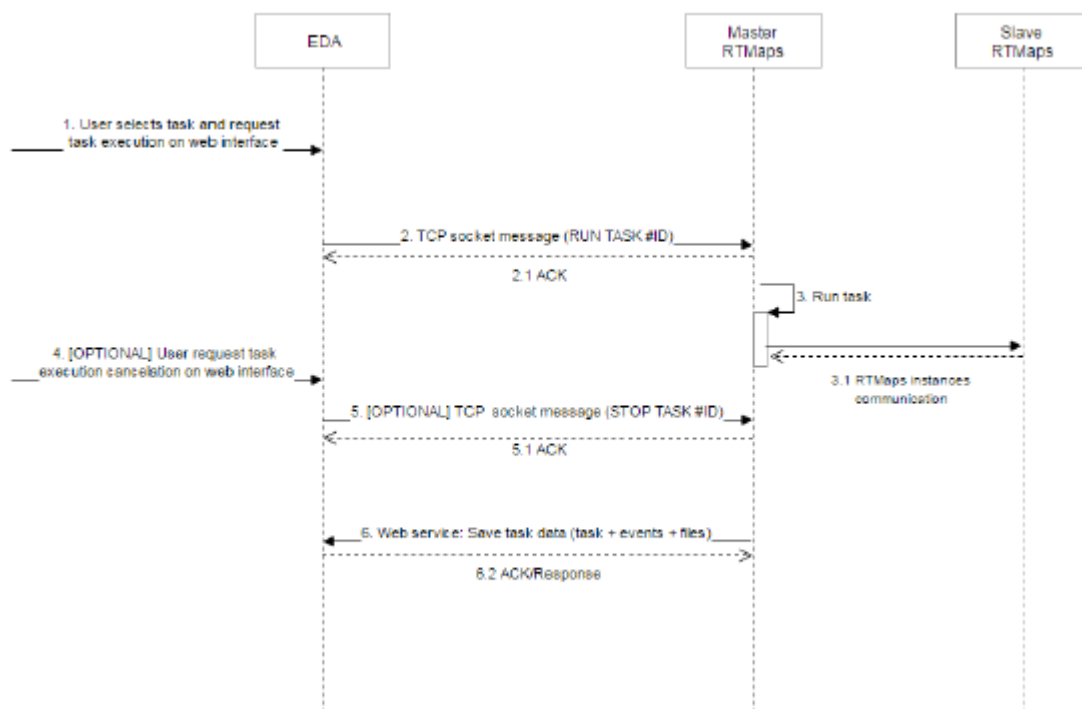 EDA
Master
RTMaps
Slave
RTMaps
1. User selects task and request
task execution on web interface
2. TCP socket message (RUN TASK #ID)
2.1 ACK
3. Run task
4. [OPTIONAL] User request task
execution cancelation on web interface
3.1 RTMaps instances
communication
5. [OPTIONAL] TCP socket message (STOP TASK #ID)
5.1 ACK
6. Web service: Save task data (task + events + files)
6.2 ACK/Response